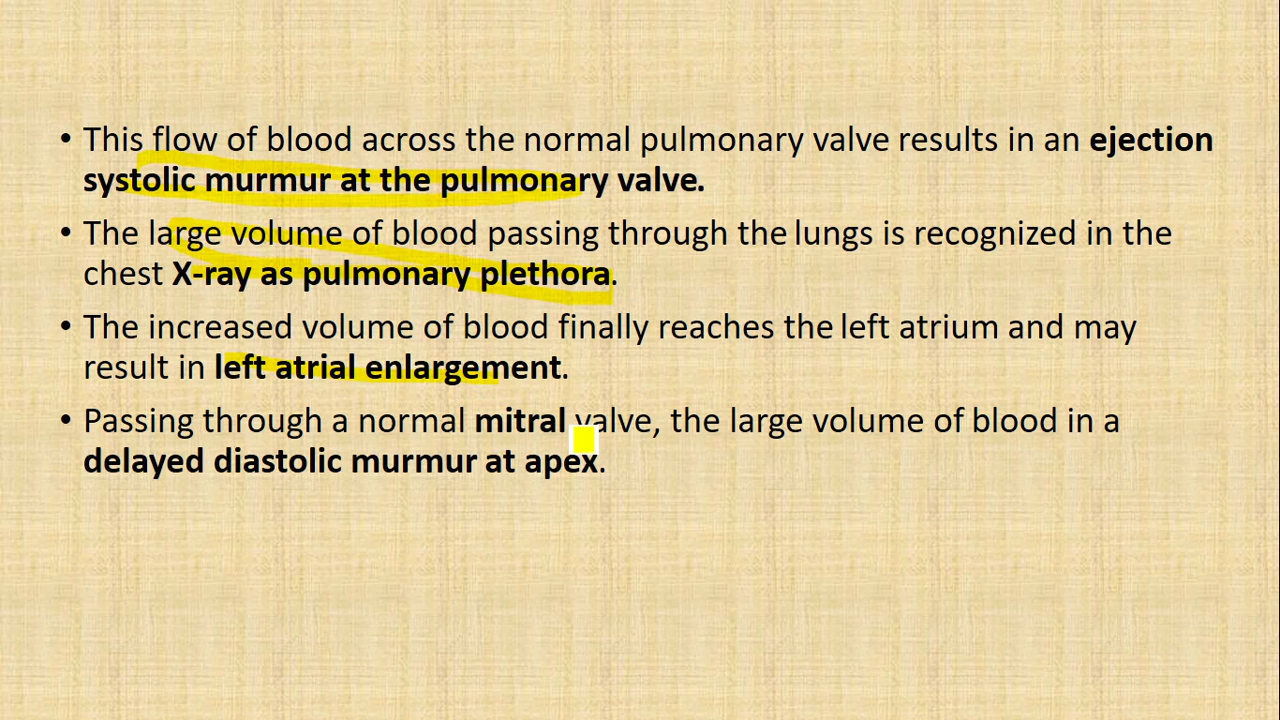 • This flow of blood across the normal pulmonary valve results in an ejection
systolic murmur at the pulmonary valve.
• The large volume of blood passing through the lungs is recognized in the
chest X-ray as pulmonary plethora.
• The increased volume of blood finally reaches the left atrium and may
result in left atrial enlargement.
• Passing through a normal mitral valve, the large volume of blood in a
delayed diastolic murmur at apex.